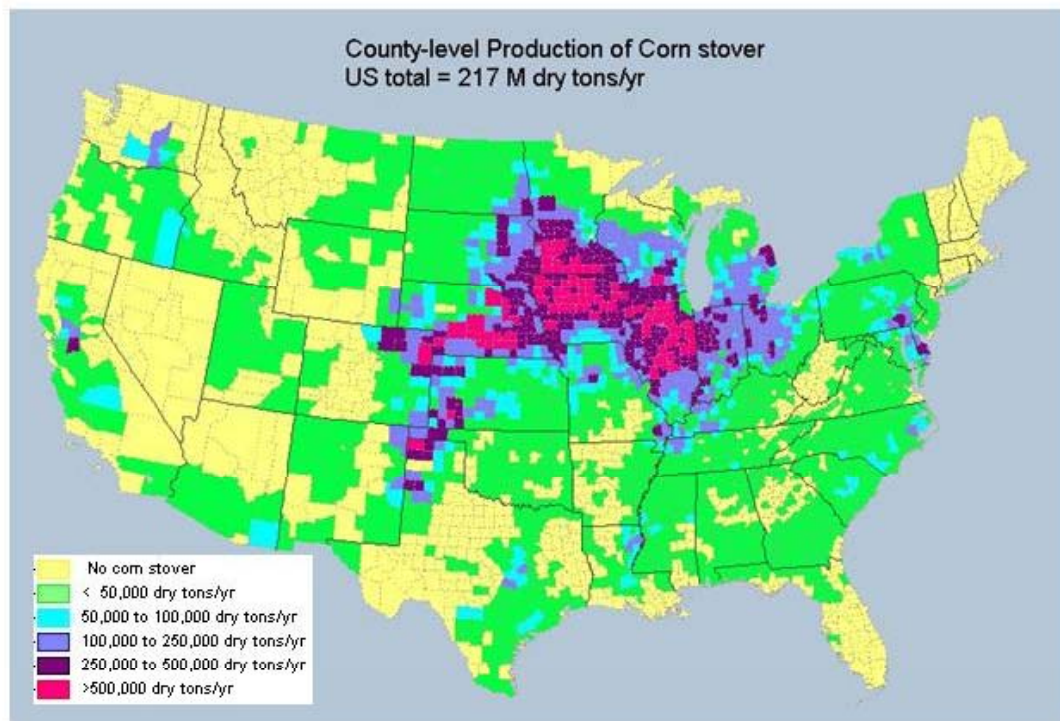 County-level Production of Corn stover
US total = 217 M dry tons/yr
No corn stover
< 50,000 dry tons/yr
50,000 to 100,000 dry tons/yr
100,000 to 250,000 dry tons/yr
250,000 to 500,000 dry tons/yr
>500,000 dry tons/yr